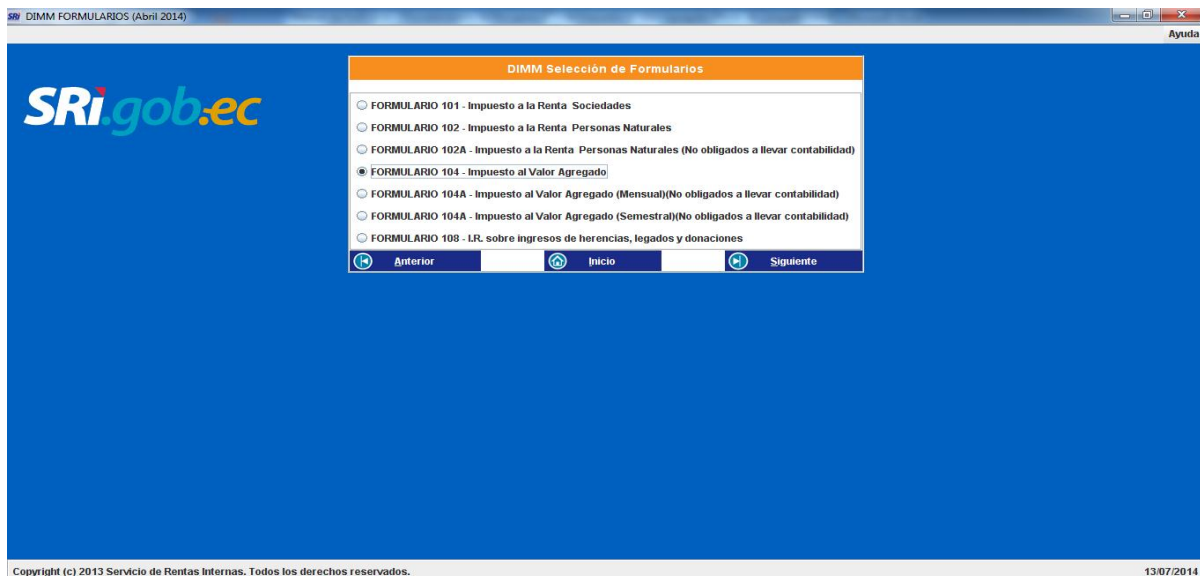 SRi DIMM FORMULARIOS (Abril 2014)
Ayuda
SRi.gob.ec
DIMM Selección de Formularios
FORMULARIO 101 - Impuesto a la Renta Sociedades
FORMULARIO 102 - Impuesto a la Renta Personas Naturales
FORMULARIO 102A - Impuesto a la Renta Personas Naturales (No obligados a llevar contabilidad)
FORMULARIO 104 - Impuesto al Valor Agregado
FORMULARIO 104A - Impuesto al Valor Agregado (Mensual)(No obligados a llevar contabilidad)
FORMULARIO 104A - Impuesto al Valor Agregado (Semestral)(No obligados a llevar contabilidad)
FORMULARIO 108 - I.R. sobre ingresos de herencias, legados y donaciones
Anterior Inicio Siguiente
Copyright (c) 2013 Servicio de Rentas Internas. Todos los derechos reservados. 13/07/2014